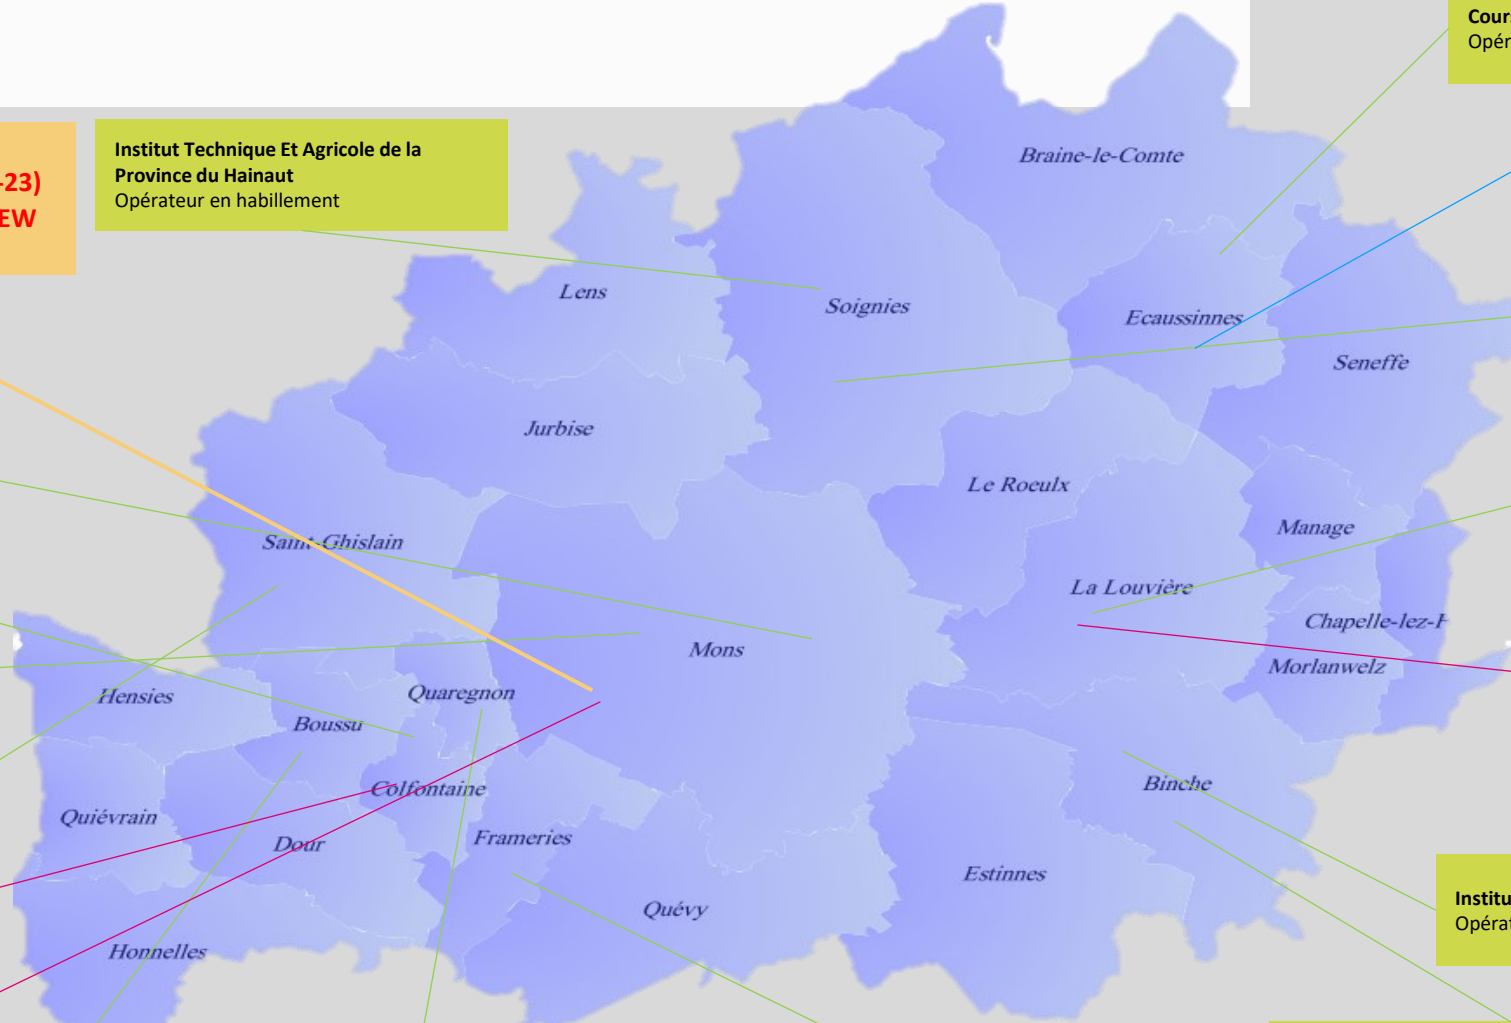 Cour
Opér
-23)
EW
Institut Technique Et Agricole de la
Province du Hainaut
Opérateur en habillement
Braine-le-Comte
Lens
Soignies
Ecaussinnes
Seneffe
Jurbise
Le Roeulx
Manage
Saint-Ghislain
La Louvière
Chapelle-lez-H
Mons
Morlanwelz
Hensies
Quaregnon
Boussu
Colfontaine
Binche
Quiévrain
Dour
Frameries
Estinnes
Quévy
Institu
Opérat
Honnelles